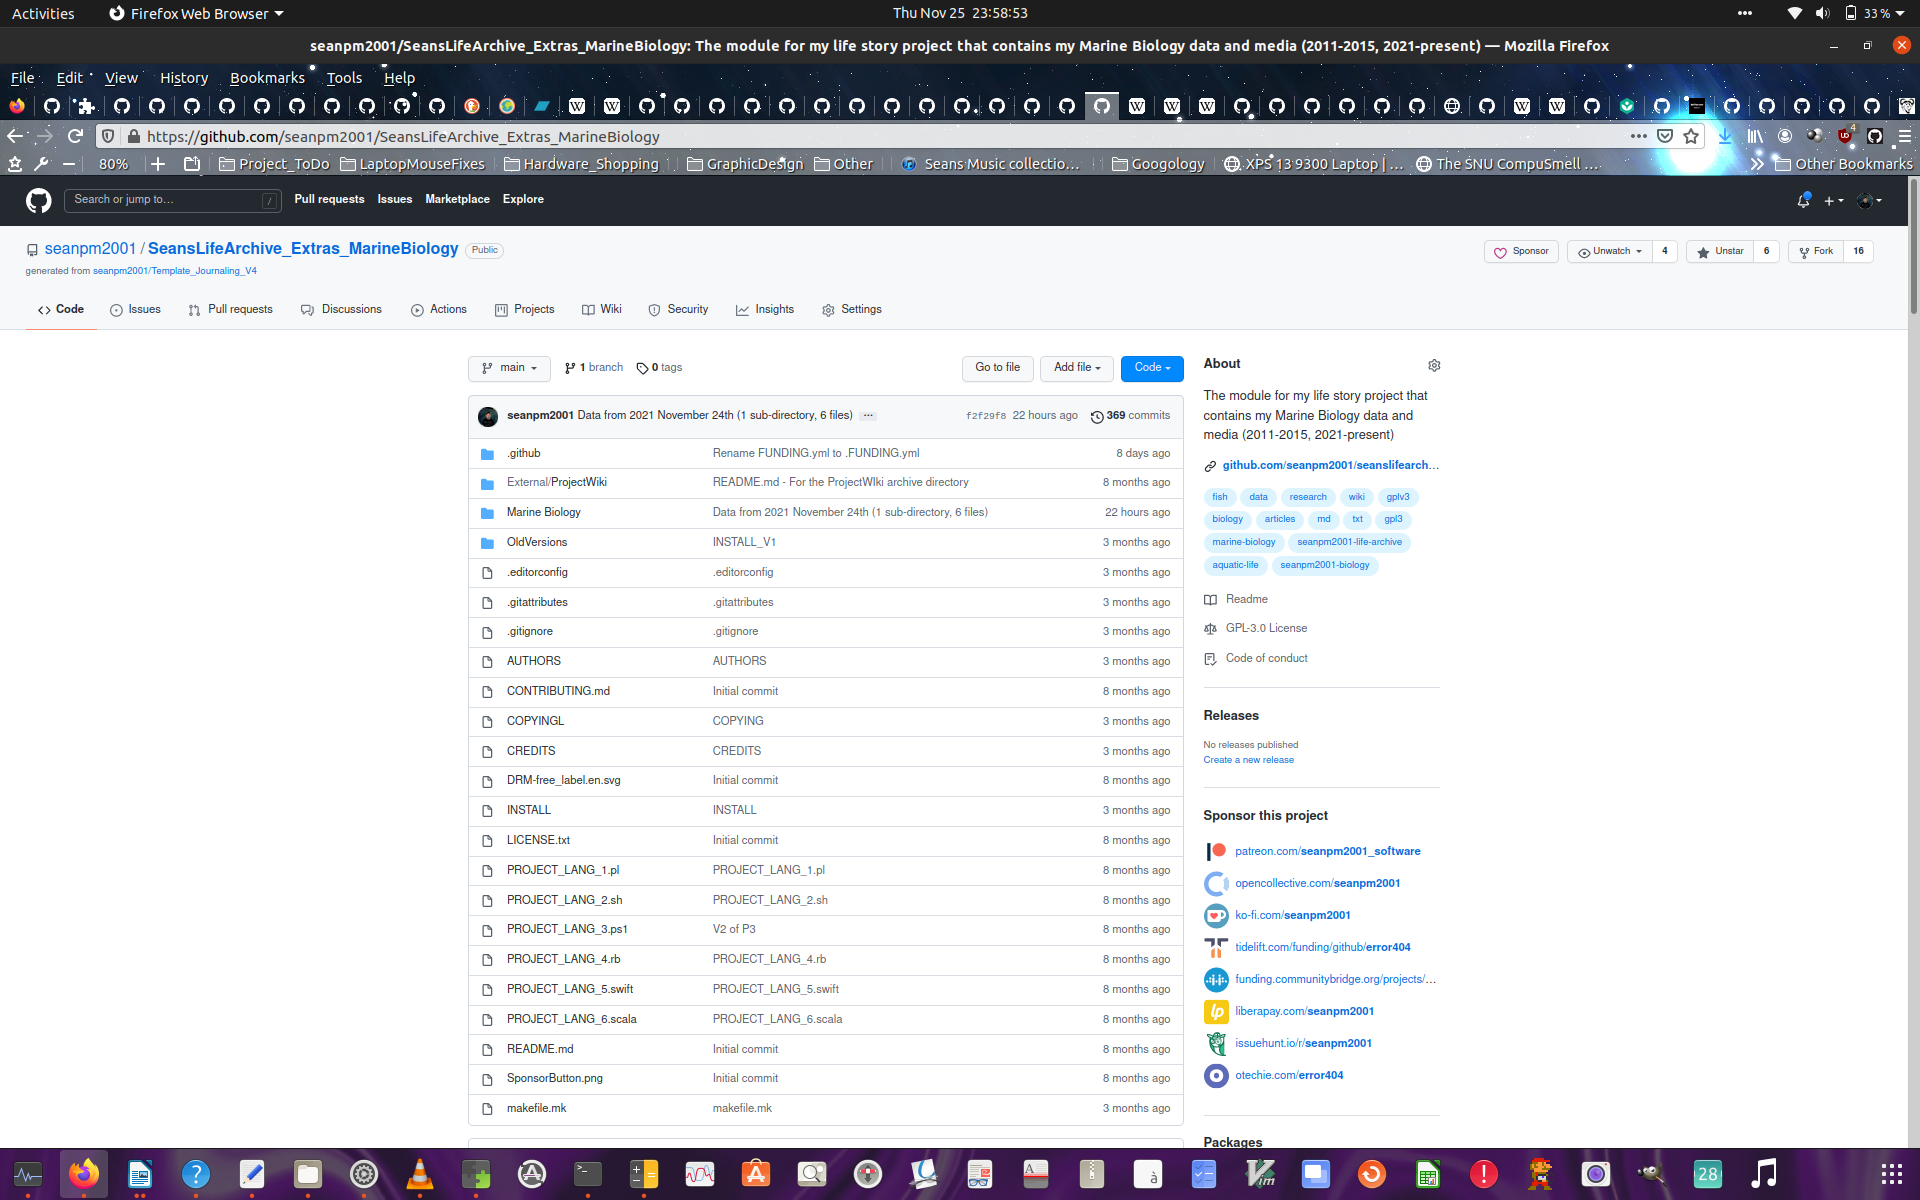 Activities Firefox Web Browser Thu Nov 25 23:58:53 33 %
seanpm2001/SeansLifeArchive_Extras_MarineBiology: The module for my life story project that contains my Marine Biology data and media (2011-2015, 2021-present) — Mozilla Firefox
File Edit View History Bookmarks Tools Help
https://github.com/seanpm2001/SeansLifeArchive_Extras_MarineBiology
80% Project_ToDo LaptopMouseFixes Hardware_Shopping GraphicDesign Other Seans Music collectio… Googology XPS 13 9300 Laptop | … The SNU CompuSmell … Other Bookmarks
Search or jump to… / Pull requests Issues Marketplace Explore
seanpm2001 / SeansLifeArchive_Extras_MarineBiology Public Sponsor Unwatch 4 Unstar 6 Fork 16
generated from seanpm2001/Template_Journaling_V4
Code Issues Pull requests Discussions Actions Projects Wiki Security Insights Settings
main 1 branch 0 tags Go to file Add file Code
seanpm2001 Data from 2021 November 24th (1 sub-directory, 6 files) … f2f29f8 22 hours ago 369 commits
.github Rename FUNDING.yml to .FUNDING.yml 8 days ago
External/ProjectWiki README.md - For the ProjectWIki archive directory 8 months ago
Marine Biology Data from 2021 November 24th (1 sub-directory, 6 files) 22 hours ago
OldVersions INSTALL_V1 3 months ago
.editorconfig .editorconfig 3 months ago
.gitattributes .gitattributes 3 months ago
.gitignore .gitignore 3 months ago
AUTHORS AUTHORS 3 months ago
CONTRIBUTING.md Initial commit 8 months ago
COPYINGL COPYING 3 months ago
CREDITS CREDITS 3 months ago
DRM-free_label.en.svg Initial commit 8 months ago
INSTALL INSTALL 3 months ago
LICENSE.txt Initial commit 8 months ago
PROJECT_LANG_1.pl PROJECT_LANG_1.pl 8 months ago
PROJECT_LANG_2.sh PROJECT_LANG_2.sh 8 months ago
PROJECT_LANG_3.ps1 V2 of P3 8 months ago
PROJECT_LANG_4.rb PROJECT_LANG_4.rb 8 months ago
PROJECT_LANG_5.swift PROJECT_LANG_5.swift 8 months ago
PROJECT_LANG_6.scala PROJECT_LANG_6.scala 8 months ago
README.md Initial commit 8 months ago
SponsorButton.png Initial commit 8 months ago
makefile.mk makefile.mk 3 months ago
About
The module for my life story project that
contains my Marine Biology data and
media (2011-2015, 2021-present)
github.com/seanpm2001/seanslifearch…
fish data research wiki gplv3
biology articles md txt gpl3
marine-biology seanpm2001-life-archive
aquatic-life seanpm2001-biology
Readme
GPL-3.0 License
Code of conduct
Releases
No releases published
Create a new release
Sponsor this project
patreon.com/seanpm2001_software
opencollective.com/seanpm2001
ko-fi.com/seanpm2001
tidelift.com/funding/github/error404
funding.communitybridge.org/projects/…
liberapay.com/seanpm2001
issuehunt.io/r/seanpm2001
otechie.com/error404
Packages
28